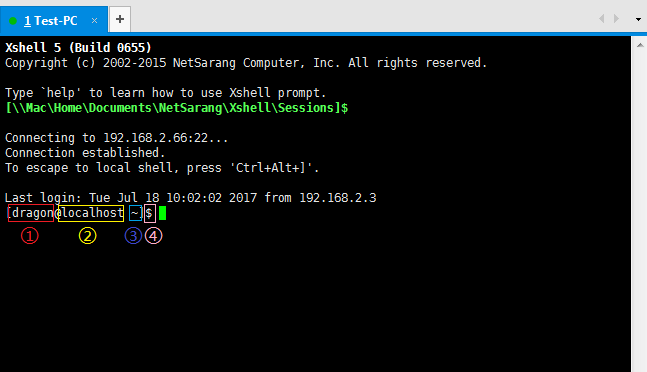 1 Test-PC
Xshell 5 (Build 0655)
Copyright (c) 2002-2015 NetSarang Computer, Inc. All rights reserved.
Type `help' to learn how to use Xshell prompt.
[\\Mac\Home\Documents\NetSarang\Xshell\Sessions]$
Connecting to 192.168.2.66:22...
Connection established.
To escape to local shell, press 'Ctrl+Alt+]'.
Last login: Tue Jul 18 10:02:02 2017 from 192.168.2.3
[dragon@localhost ~]$
① ② ③ ④